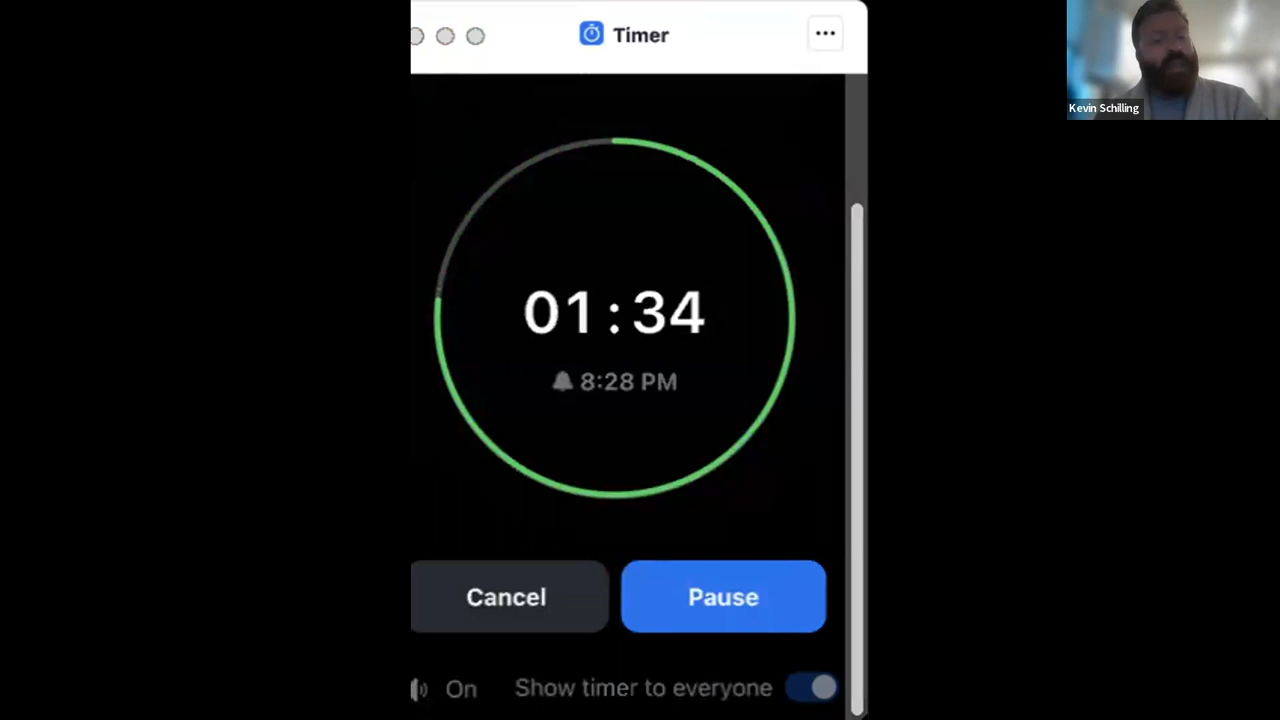 Timer
Kevin Schilling
01:34
8:28 PM
Cancel
Pause
On
Show timer to everyone